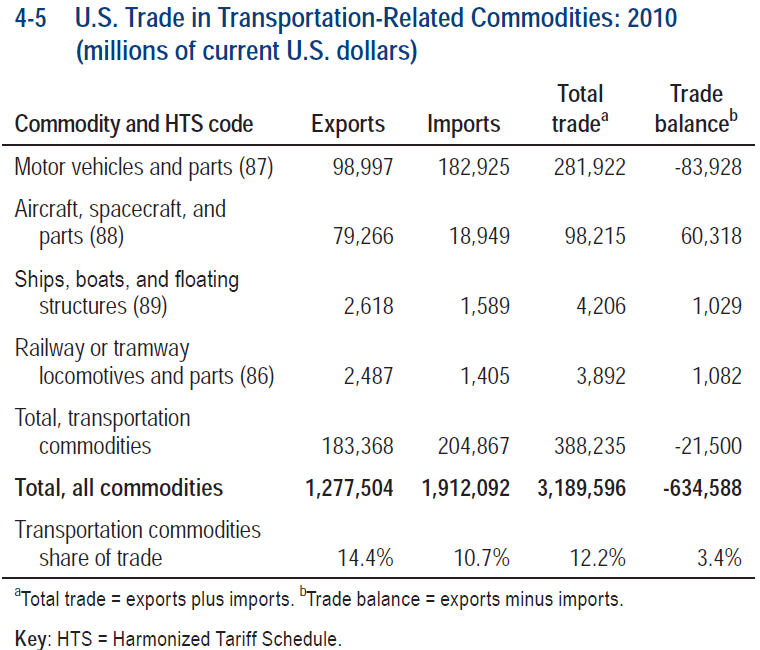 4-5 U.S. Trade in Transportation-Related Commodities: 2010
(millions of current U.S. dollars)
Total Trade
Commodity and HTS code Exports Imports tradea balanceb
Motor vehicles and parts (87) 98,997 182,925 281,922 -83,928
Aircraft, spacecraft, and
parts (88) 79,266 18,949 98,215 60,318
Ships, boats, and floating
structures (89) 2,618 1,589 4,206 1,029
Railway or tramway
locomotives and parts (86) 2,487 1,405 3,892 1,082
Total, transportation
commodities 183,368 204,867 388,235 -21,500
Total, all commodities 1,277,504 1,912,092 3,189,596 -634,588
Transportation commodities
share of trade 14.4% 10.7% 12.2% 3.4%
aTotal trade = exports plus imports. bTrade balance = exports minus imports.
Key: HTS = Harmonized Tariff Schedule.